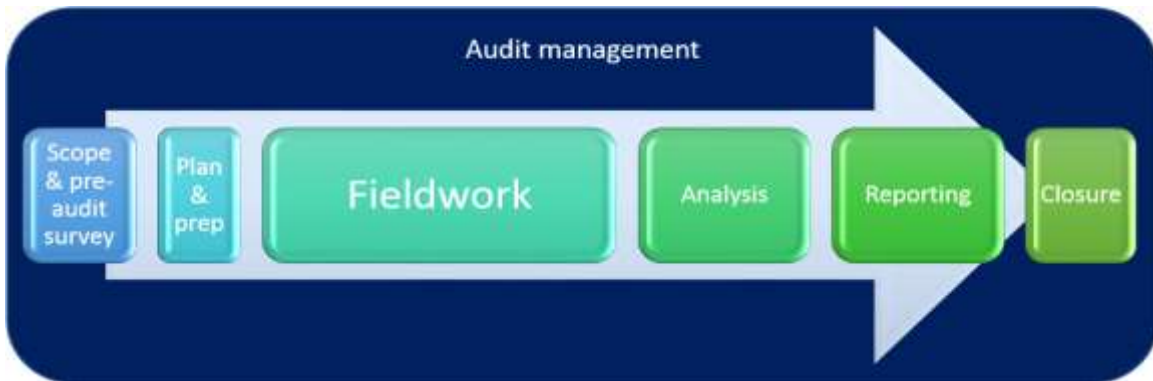 Audit management
Scope
& pre-
audit
survey
Plan
&
prep
Fieldwork
Analysis
Reporting
Closure